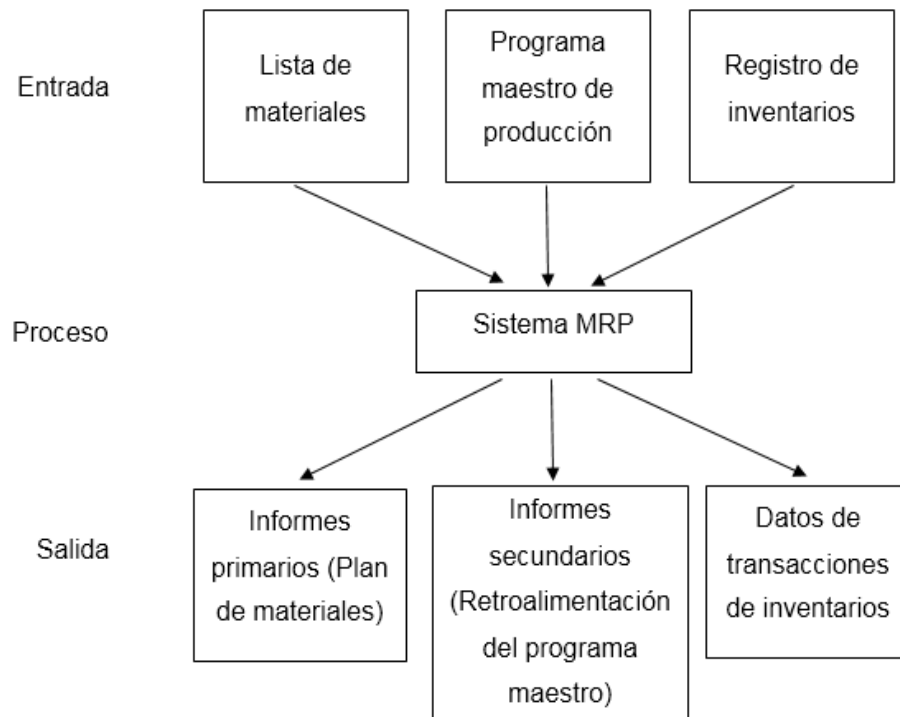 Entrada
Lista de
materiales
Programa
maestro de
producción
Registro de
inventarios
Proceso
Sistema MRP
Salida
Informes
primarios (Plan
de materiales)
Informes
secundarios
(Retroalimentación
del programa
maestro)
Datos de
transacciones
de inventarios